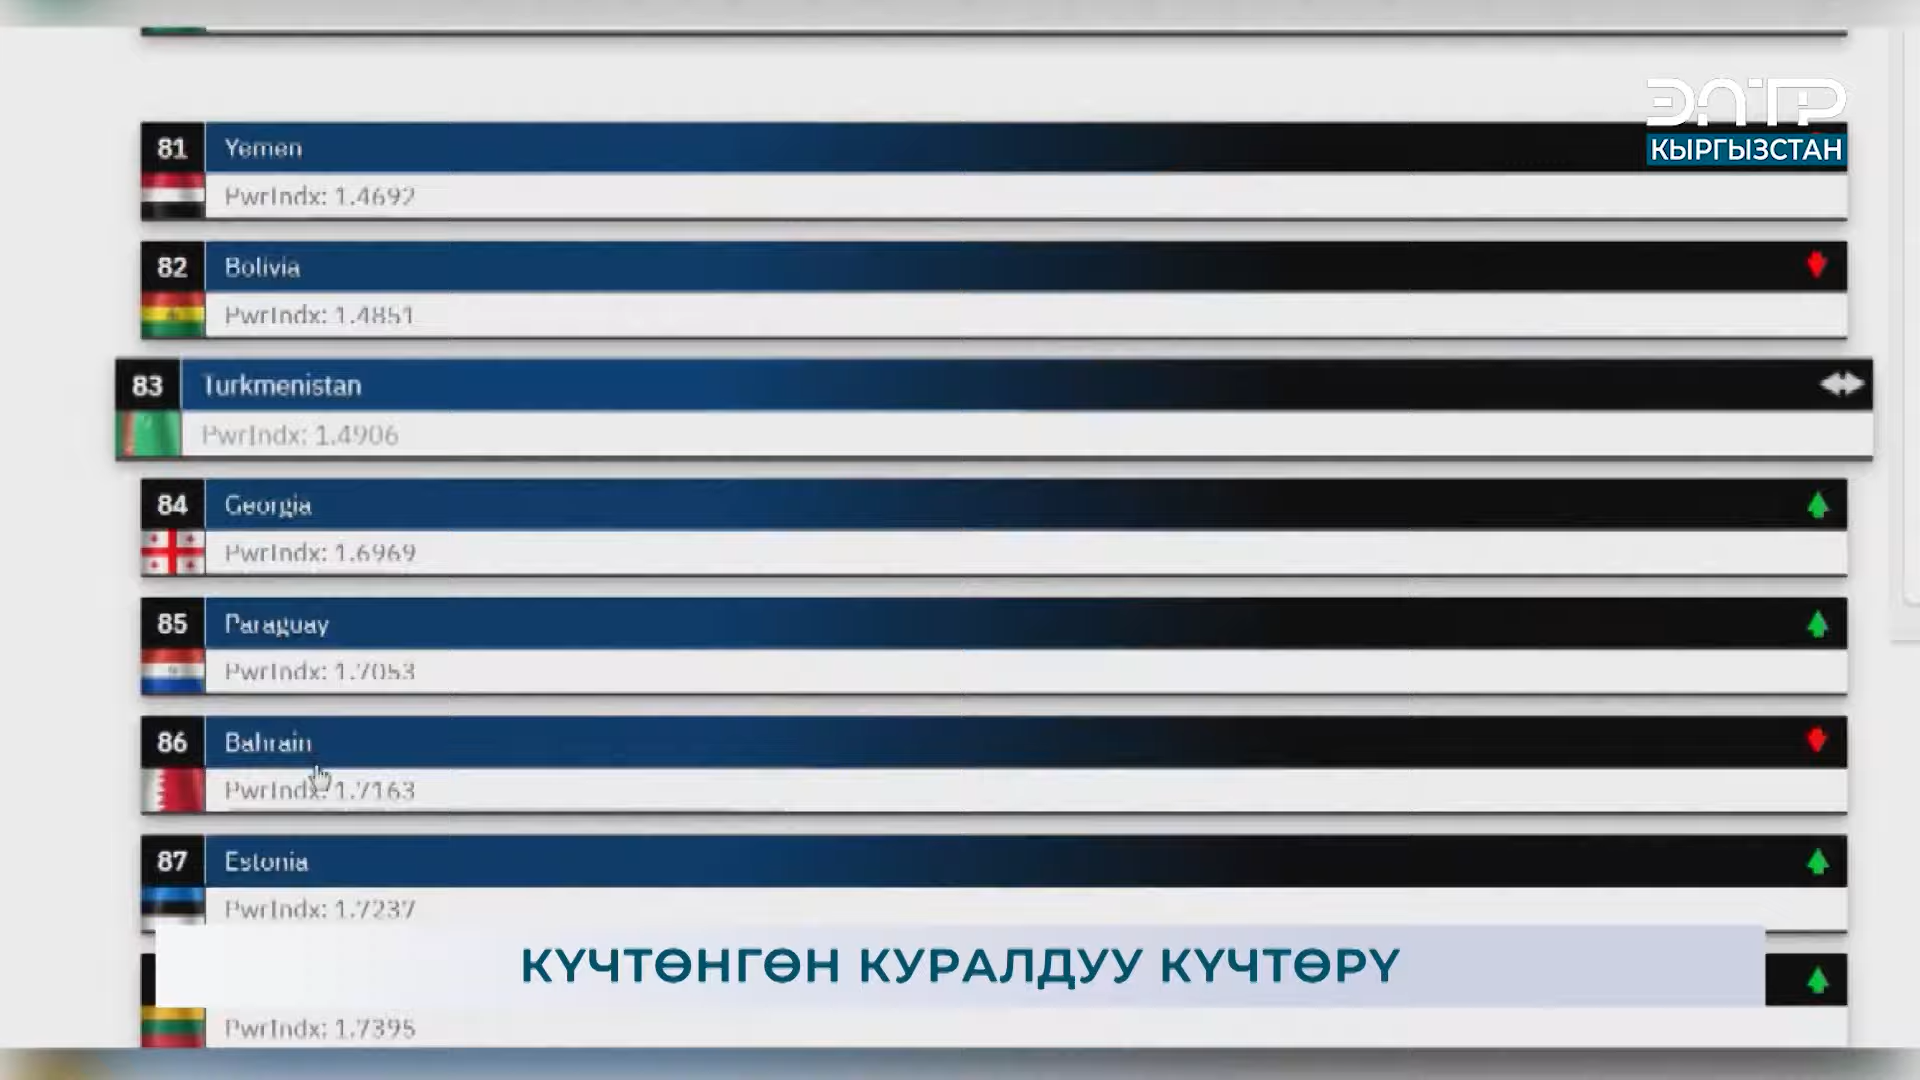 ЭЛТР
КЫРГЫЗСТАН
81 Yemen
PwrIndx: 1.4692
82 Bolivia
PwrIndx: 1.4851
83 Turkmenistan
PwrIndx: 1.4906
84 Georgia
PwrIndx: 1.6969
85 Paraguay
PwrIndx: 1.7053
86 Bahrain
PwrIndx: 1.7163
87 Estonia
PwrIndx: 1.7237
КҮЧТӨНГӨН КУРАЛДУУ КҮЧТӨРҮ
PwrIndx: 1.7395